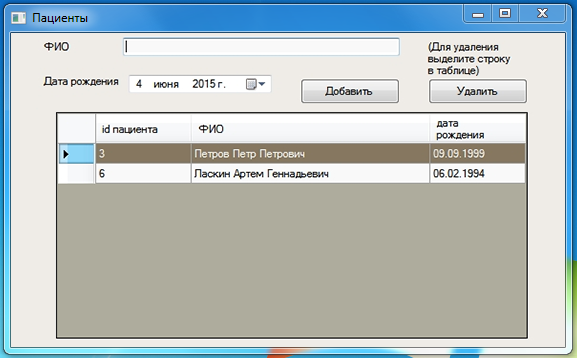 Пациенты
ФИО
(Для удаления
выделите строку
в таблице)
Дата рождения
4 июня 2015 г.
Добавить
Удалить
id пациента ФИО дата
рождения
3 Петров Петр Петрович 09.09.1999
6 Ласкин Артем Геннадьевич 06.02.1994